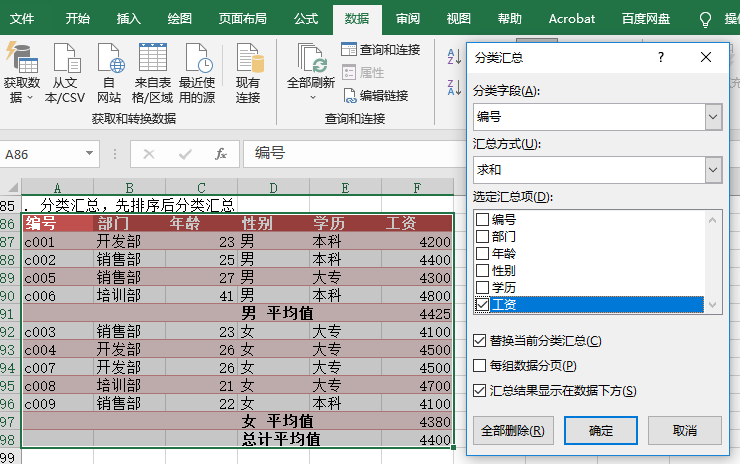 文件 开始 插入 绘图 页面布局 公式 数据 审阅 视图 帮助 Acrobat 百度网盘
获取数据 从文本/CSV 自网站 来自表格/区域 最近使用的源 现有连接
全部刷新 查询和连接
属性
编辑链接
获取和转换数据 查询和连接
A86 fx 编号
A B C D E F
85 . 分类汇总，先排序后分类汇总
86 编号 部门 年龄 性别 学历 工资
87 c001 开发部 23 男 本科 4200
88 c002 销售部 25 男 本科 4400
89 c005 销售部 27 男 大专 4300
90 c006 培训部 41 男 本科 4800
91 男 平均值 4425
92 c003 销售部 23 女 大专 4100
93 c004 开发部 26 女 大专 4500
94 c007 开发部 26 女 大专 4500
95 c008 培训部 21 女 大专 4700
96 c009 销售部 22 女 本科 4100
97 女 平均值 4380
98 总计平均值 4400
99
分类汇总 ? ×
分类字段(A):
编号
汇总方式(U):
求和
选定汇总项(D):
编号
部门
年龄
性别
学历
工资
替换当前分类汇总(C)
每组数据分页(P)
汇总结果显示在数据下方(S)
全部删除(R) 确定 取消